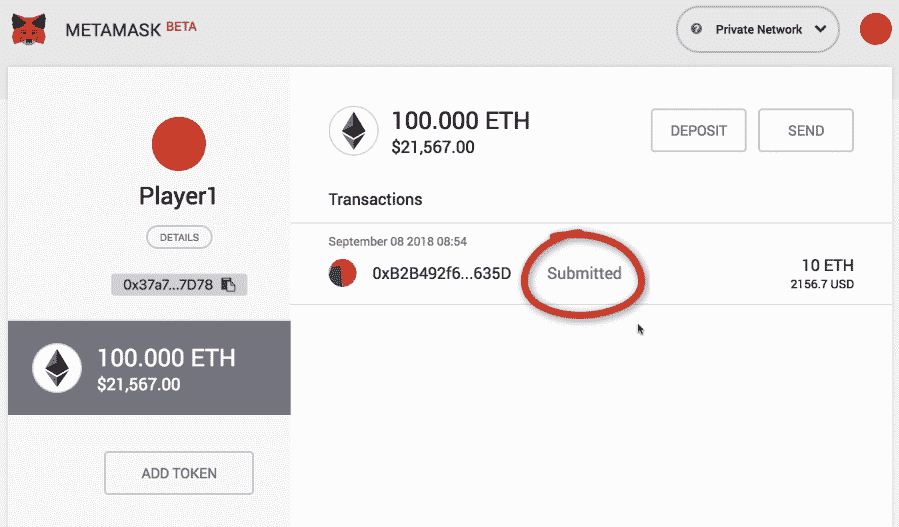 METAMASK BETA
Private Network
Player1
DETAILS
0x37a7...7D78
100.000 ETH
$21,567.00
ADD TOKEN
100.000 ETH
$21,567.00
DEPOSIT
SEND
Transactions
September 08 2018 08:54
0xB2B492f6...635D Submitted 10 ETH
2156.7 USD